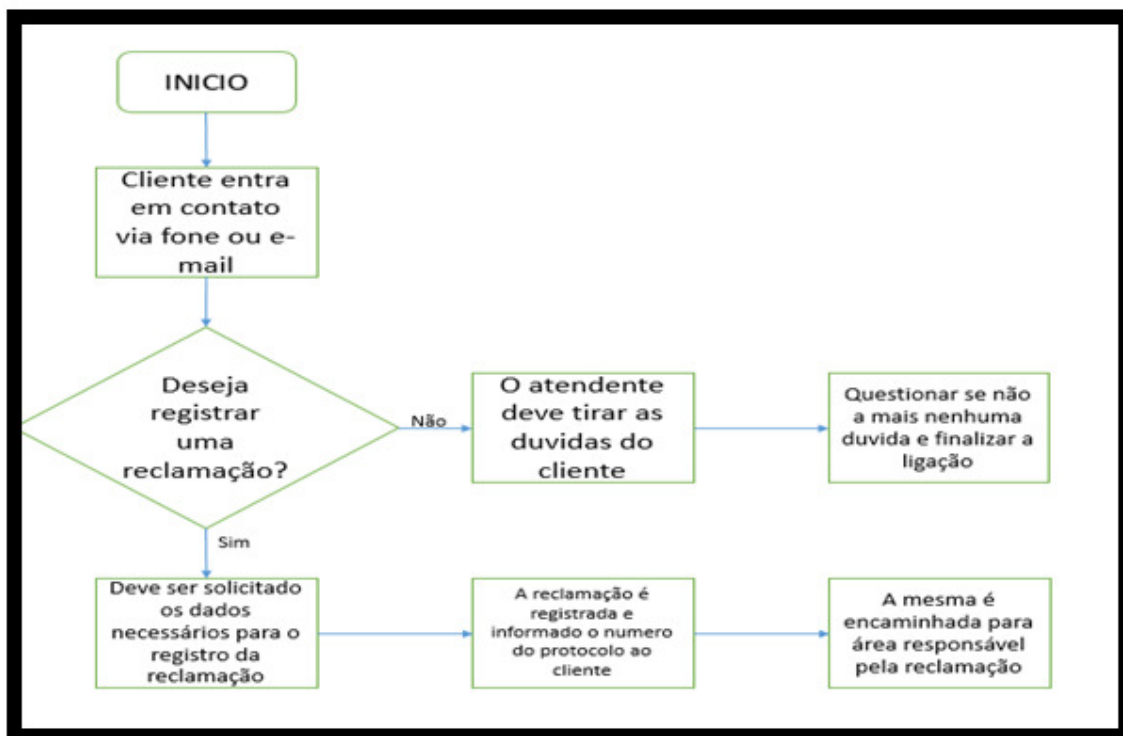 INICIO
Cliente entra
em contato
via fone ou e-
mail
Deseja
registrar
uma
reclamação?
Não
O atendente
deve tirar as
duvidas do
cliente
Questionar se não
a mais nenhuma
duvida e finalizar a
ligação
Sim
Deve ser solicitado
os dados
necessários para o
registro da
reclamação
A reclamação é
registrada e
informado o numero
do protocolo ao
cliente
A mesma é
encaminhada para
área responsável
pela reclamação